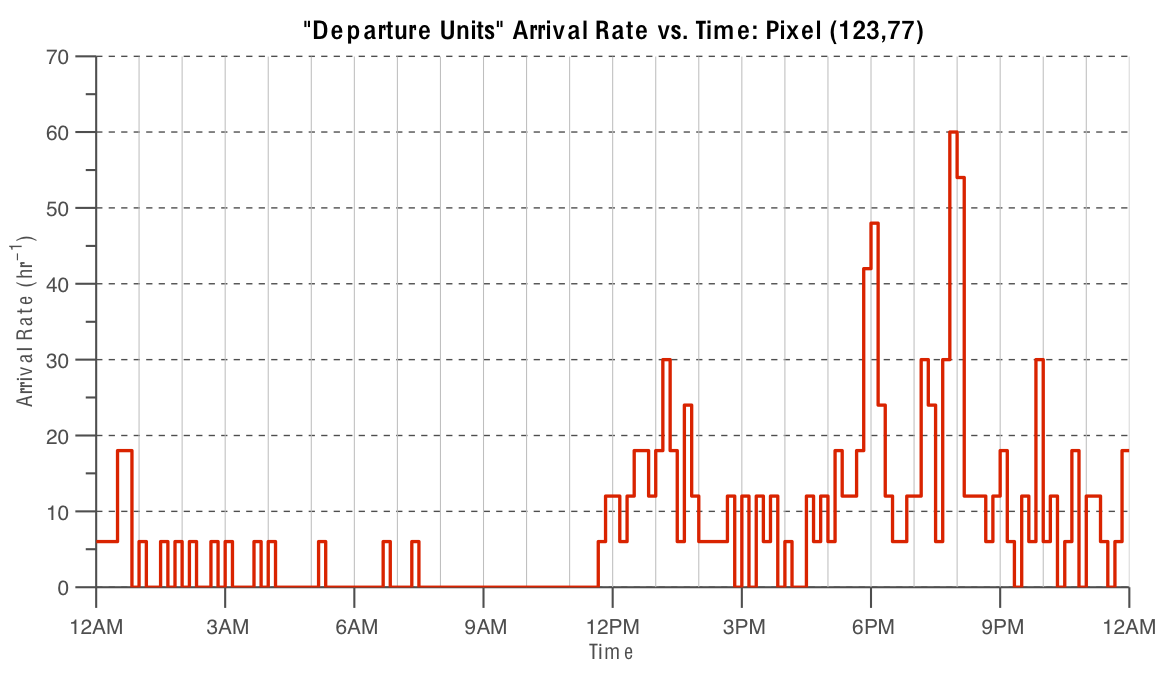 "Departure Units" Arrival Rate vs. Time: Pixel (123,77)
70
60
50
40
30
20
10
0
Arrival Rate (hr⁻¹)
12AM 3AM 6AM 9AM 12PM 3PM 6PM 9PM 12AM
Time